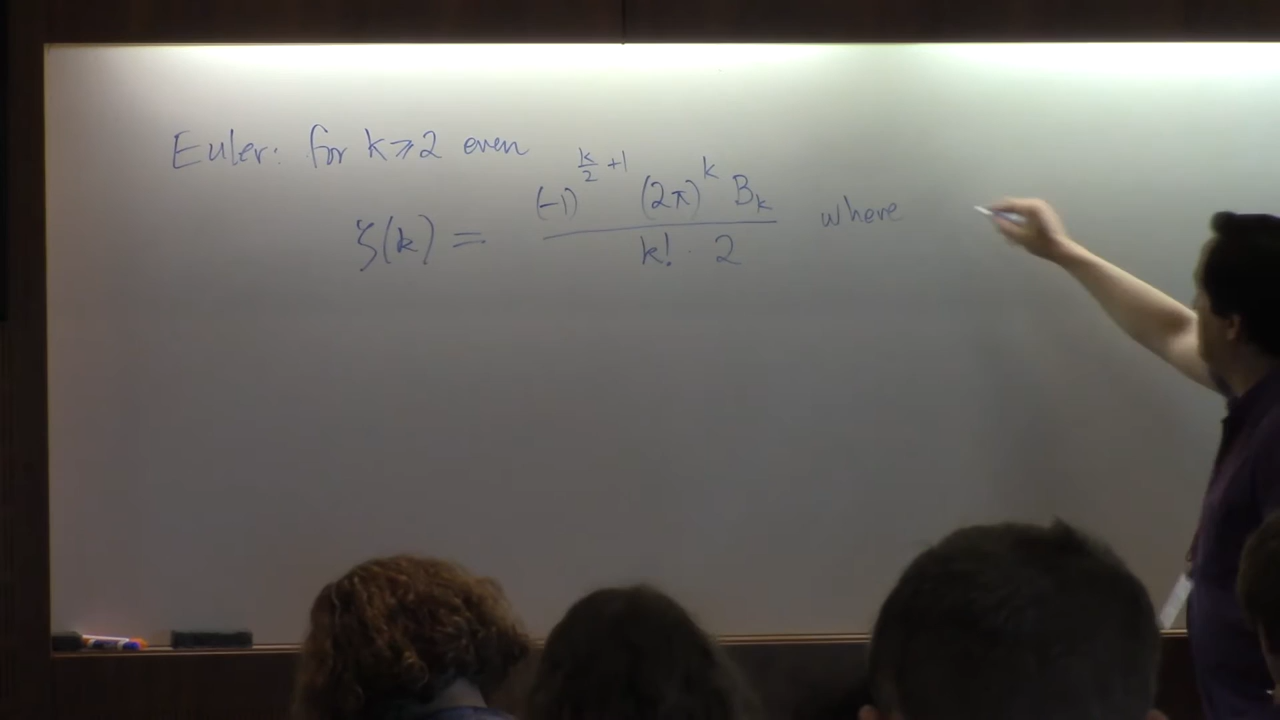 Euler: for k≥2 even
ζ(k) = (-1)^{k/2 +1} (2π)^k B_k / k! · 2 where